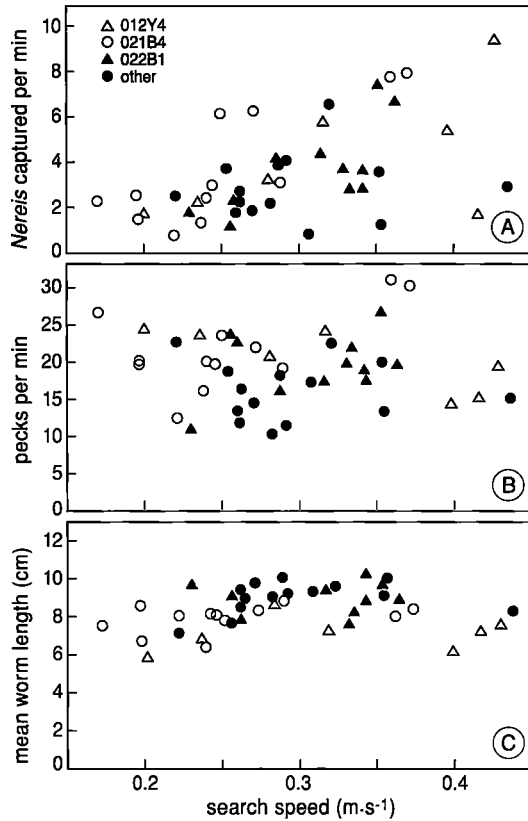 10
8
6
4
2
0
Nereis captured per min
△ 012Y4
○ 021B4
▲ 022B1
● other
A
30
25
20
15
10
5
0
pecks per min
B
12
10
8
6
4
2
0
mean worm length (cm)
C
0.2 0.3 0.4
search speed (m·s-1)